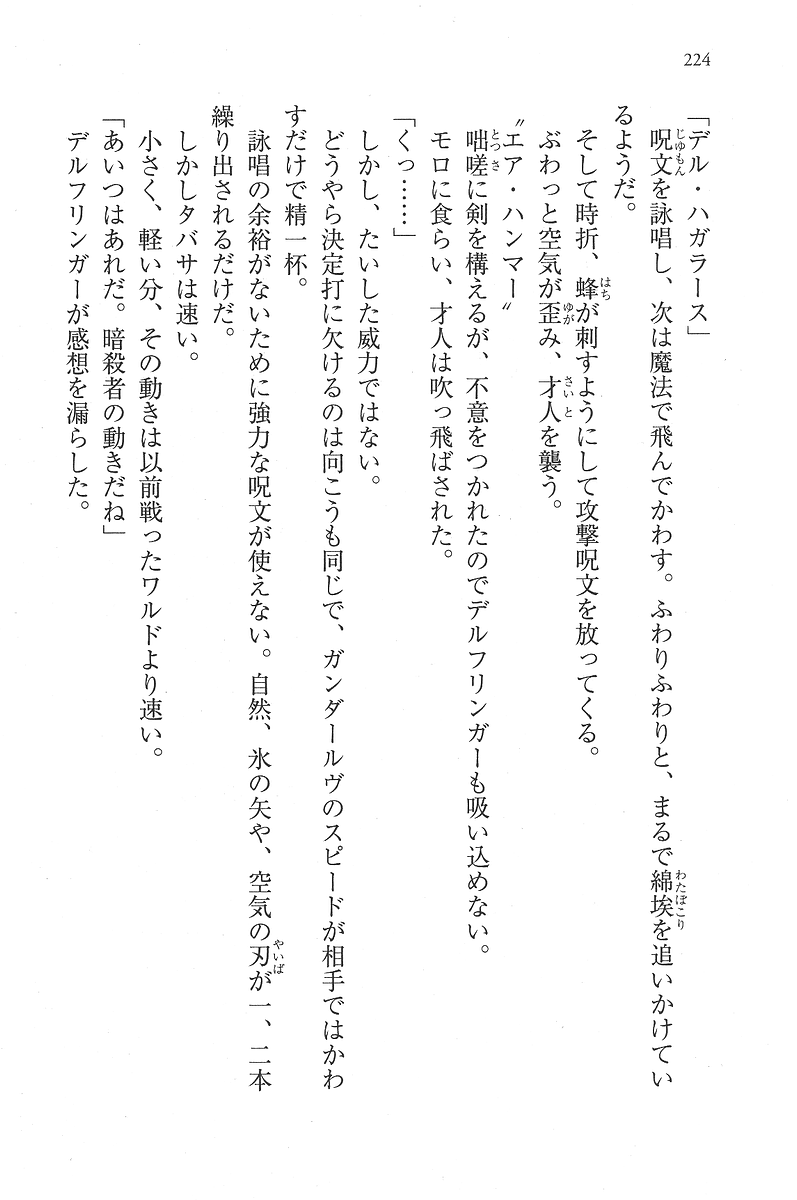 224
「デル・ハガラース」
呪文を詠唱し、次は魔法で飛んでかわす。ふわりふわりと、まるで綿埃を追いかけてい
るようだ。
そして時折、蜂が刺すようにして攻撃呪文を放ってくる。
ぶわっと空気が歪み、才人を襲う。
〝エア・ハンマー〟
咄嗟に剣を構えるが、不意をつかれたのでデルフリンガーも吸い込めない。
モロに食らい、才人は吹っ飛ばされた。
「くっ……」
しかし、たいした威力ではない。
どうやら決定打に欠けるのは向こうも同じで、ガンダールヴのスピードが相手ではかわ
すだけで精一杯。
詠唱の余裕がないために強力な呪文が使えない。自然、氷の矢や、空気の刃が一、二本
繰り出されるだけだ。
しかしタバサは速い。
小さく、軽い分、その動きは以前戦ったワルドより速い。
「あいつはあれだ。暗殺者の動きだね」
デルフリンガーが感想を漏らした。